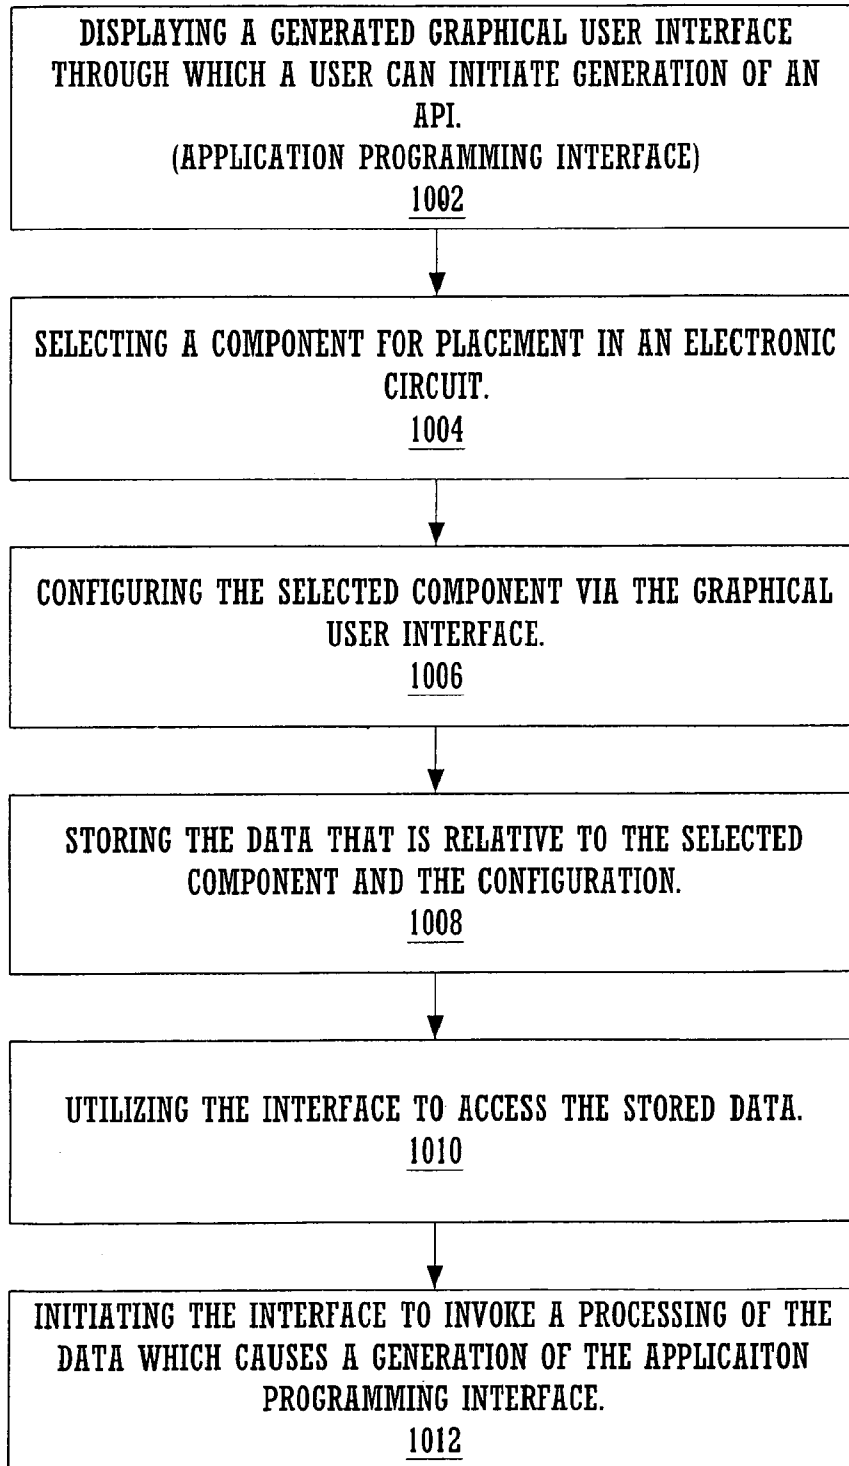 DISPLAYING A GENERATED GRAPHICAL USER INTERFACE
THROUGH WHICH A USER CAN INITIATE GENERATION OF AN
API.
(APPLICATION PROGRAMMING INTERFACE)
1002
SELECTING A COMPONENT FOR PLACEMENT IN AN ELECTRONIC
CIRCUIT.
1004
CONFIGURING THE SELECTED COMPONENT VIA THE GRAPHICAL
USER INTERFACE.
1006
STORING THE DATA THAT IS RELATIVE TO THE SELECTED
COMPONENT AND THE CONFIGURATION.
1008
UTILIZING THE INTERFACE TO ACCESS THE STORED DATA.
1010
INITIATING THE INTERFACE TO INVOKE A PROCESSING OF THE
DATA WHICH CAUSES A GENERATION OF THE APPLICAITON
PROGRAMMING INTERFACE.
1012